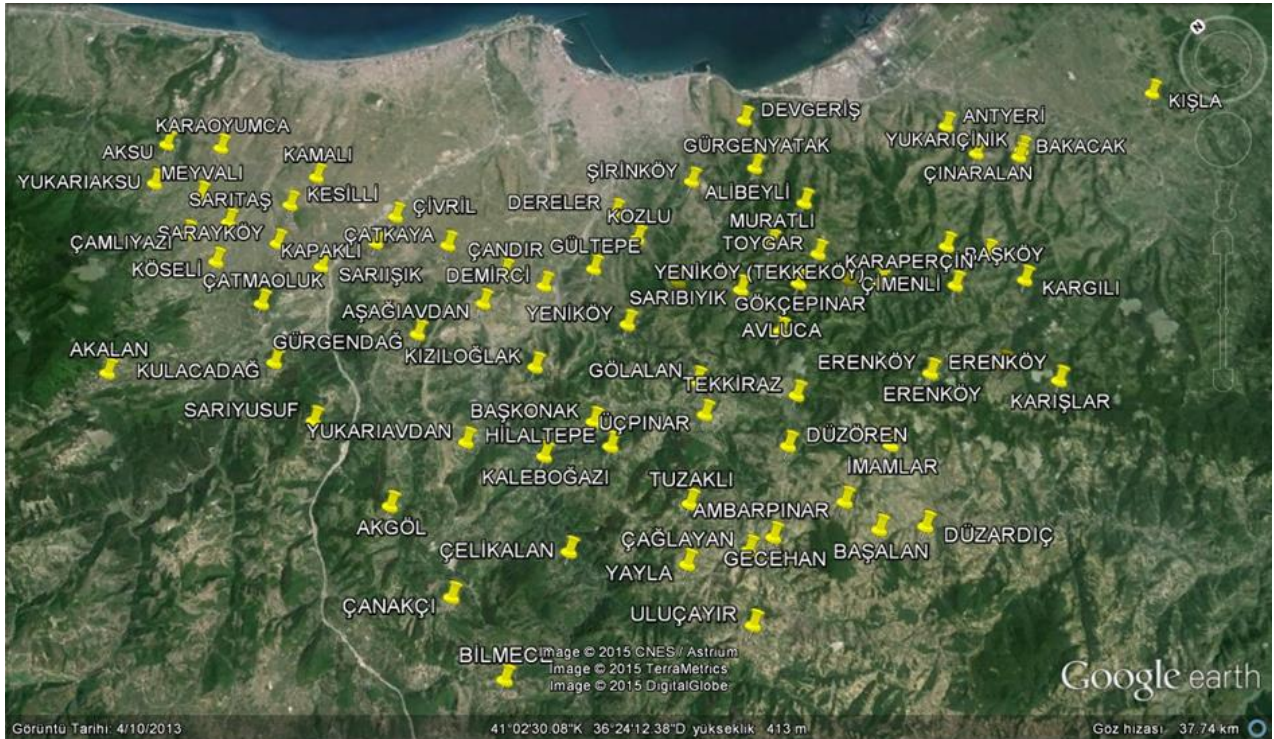 N
KIŞLA
DEVGERİŞ
ANTYERİ
KARAOYUMCA
YUKARIÇİNIK
BAKACAK
AKSU
KAMALI
GÜRGENYATAK
ÇINARALAN
YUKARIAKSU
MEYVALI
ŞİRİNKÖY
ALİBEYLİ
SARITAŞ
KESİLLİ
DERELER
ÇİVRİL
KOZLU
MURATLI
ÇAMLIYAZI
SARAYKÖY
KAPAKLI
ÇATKAYA
ÇANDIR
GÜLTEPE
TOYGAR
KARAPERÇİN
BAŞKÖY
KÖSELİ
ÇATMAOLUK
SARIIŞIK
DEMİRCİ
YENİKÖY (TEKKEKÖY)
ÇİMENLİ
KARGILI
SARIBIYIK
GÖKÇEPINAR
AŞAĞIAVDAN
YENİKÖY
AVLUCA
GÜRGENDAĞ
AKALAN
KULACADAĞ
KIZILOĞLAK
GÖLALAN
TEKKİRAZ
ERENKÖY
ERENKÖY
ERENKÖY
KARIŞLAR
SARIYUSUF
BAŞKONAK
ÜÇPINAR
YUKARIAVDAN
HİLALTEPE
DÜZÖREN
KALEBOĞAZI
İMAMLAR
TUZAKLI
AMBARPINAR
AKGÖL
ÇAĞLAYAN
DÜZARDIÇ
ÇELİKALAN
GECEHAN
BAŞALAN
YAYLA
ÇANAKÇI
ULUÇAYIR
BİLMECE
Image © 2015 CNES / Astrium
Image © 2015 TerraMetrics
Image © 2015 DigitalGlobe
Google earth
Görüntü Tarihi: 4/10/2013 41°02'30.08"K 36°24'12.38"D yükseklik 413 m Göz hizası 37.74 km